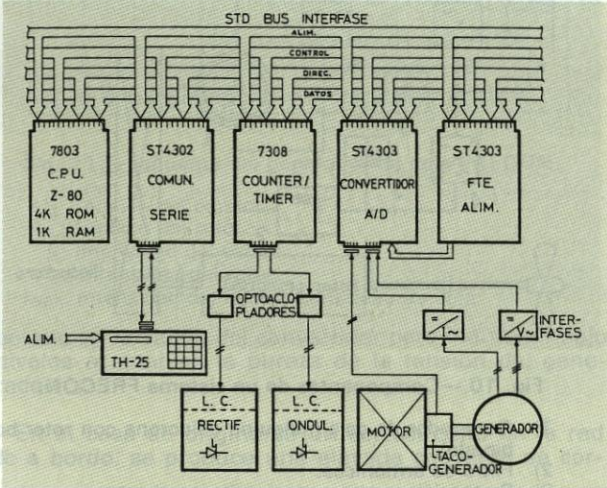 STD BUS INTERFASE
ALIM.
CONTROL
DIREC.
DATOS
7803
C.P.U.
Z-80
4K ROM
1K RAM
ST4302
COMUN.
SERIE
7308
COUNTER/
TIMER
ST4303
CONVERTIDOR
A/D
ST4303
FTE.
ALIM.
OPTOACLO-
PLADORES
=
I~
=
V~
INTER-
FASES
ALIM.
TH-25
L. C.
RECTIF
L. C.
ONDUL
MOTOR
TACO-
GENERADOR
GENERADOR